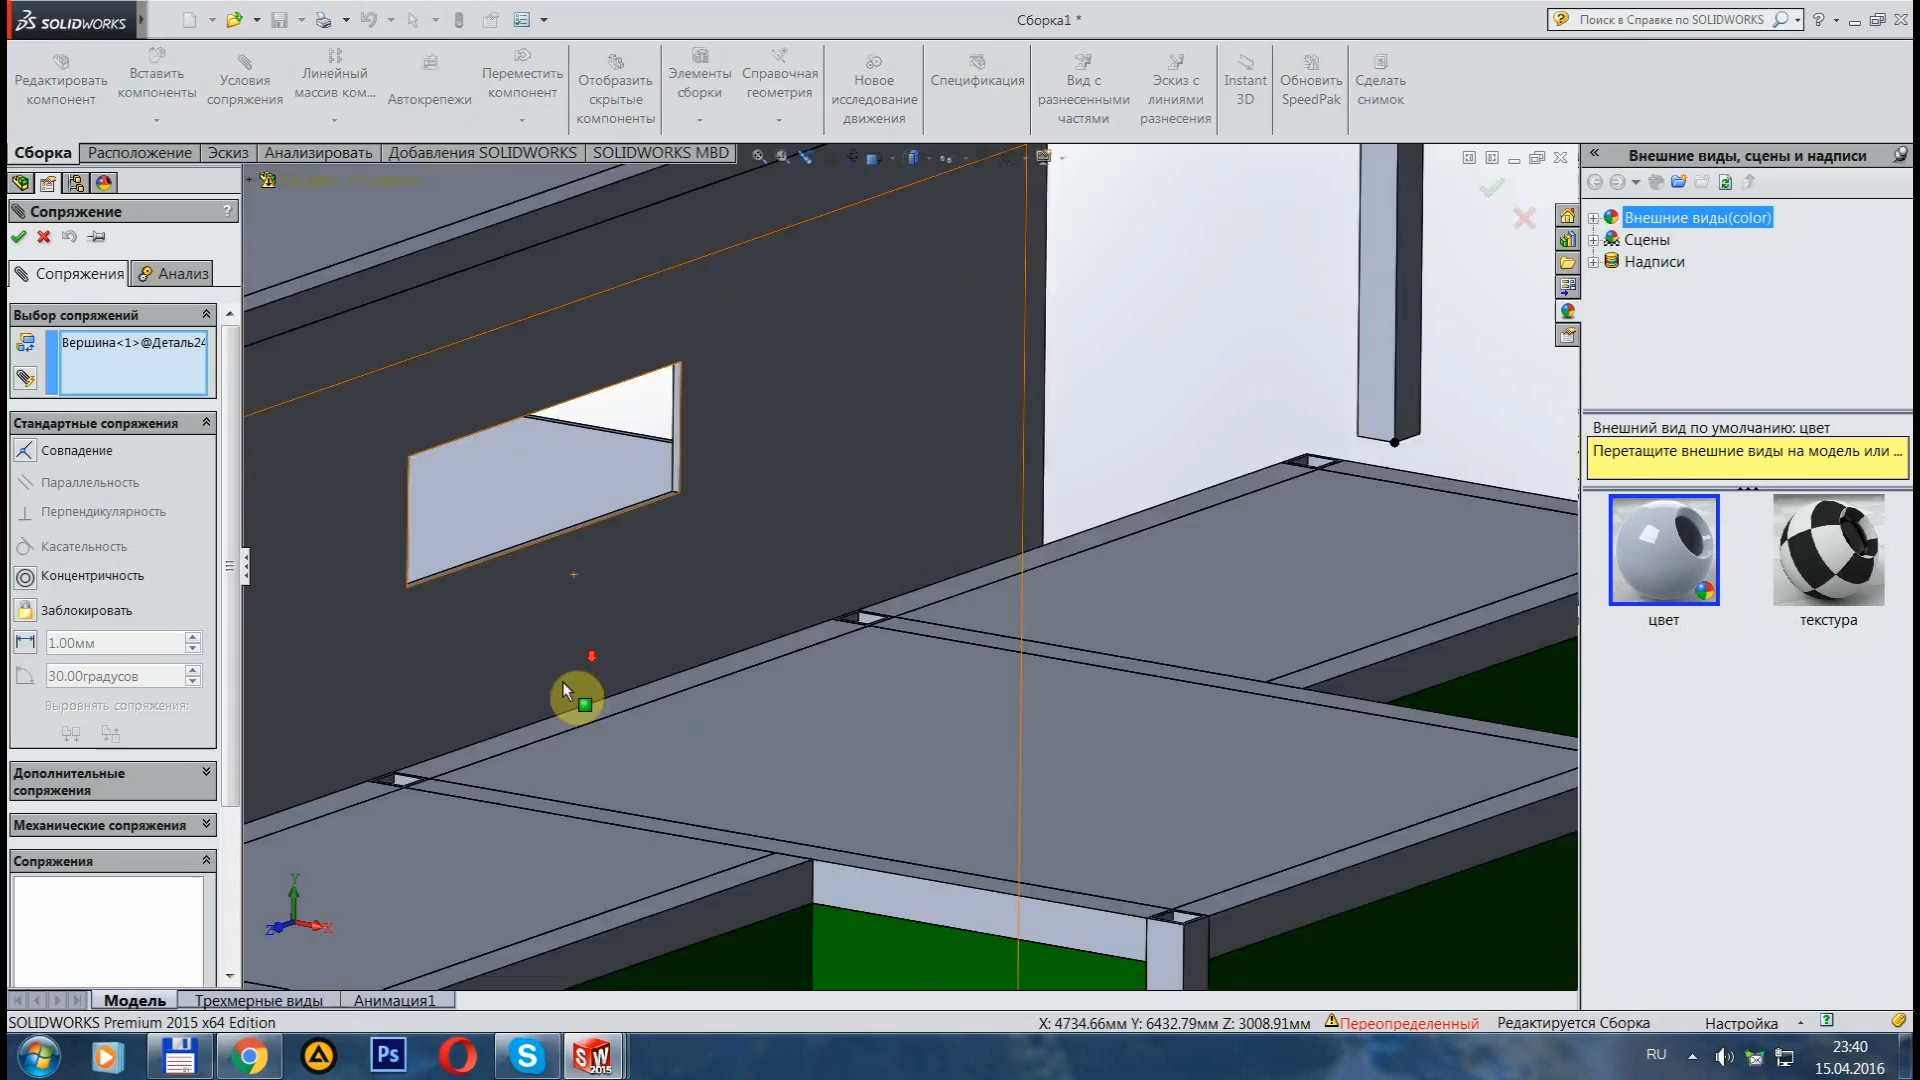 SOLIDWORKS
Сборка1 *
Поиск в Справке по SOLIDWORKS
Редактировать
компонент
Вставить
компоненты
Условия
сопряжения
Линейный
массив ком...
Автокрепежи
Переместить
компонент
Отобразить
скрытые
компоненты
Элементы
сборки
Справочная
геометрия
Новое
исследование
движения
Спецификация
Вид с
разнесенными
частями
Эскиз с
линиями
разнесения
Instant
3D
Обновить
SpeedPak
Сделать
снимок
Сборка
Расположение
Эскиз
Анализировать
Добавления SOLIDWORKS
SOLIDWORKS MBD
Сопряжение
?
Сопряжения
Анализ
Выбор сопряжений
Вершина<1>@Деталь24
Стандартные сопряжения
Совпадение
Параллельность
Перпендикулярность
Касательность
Концентричность
Заблокировать
1.00мм
30.00градусов
Выровнять сопряжения:
Дополнительные
сопряжения
Механические сопряжения
Сопряжения
Y
X
Z
Внешние виды, сцены и надписи
Внешние виды(color)
Сцены
Надписи
Внешний вид по умолчанию: цвет
Перетащите внешние виды на модель или ...
цвет
текстура
Модель
Трехмерные виды
Анимация1
SOLIDWORKS Premium 2015 x64 Edition
X: 4734.66мм Y: 6432.79мм Z: 3008.91мм
Переопределенный
Редактируется Сборка
Настройка
Ps
S
SW
2015
RU
23:40
15.04.2016